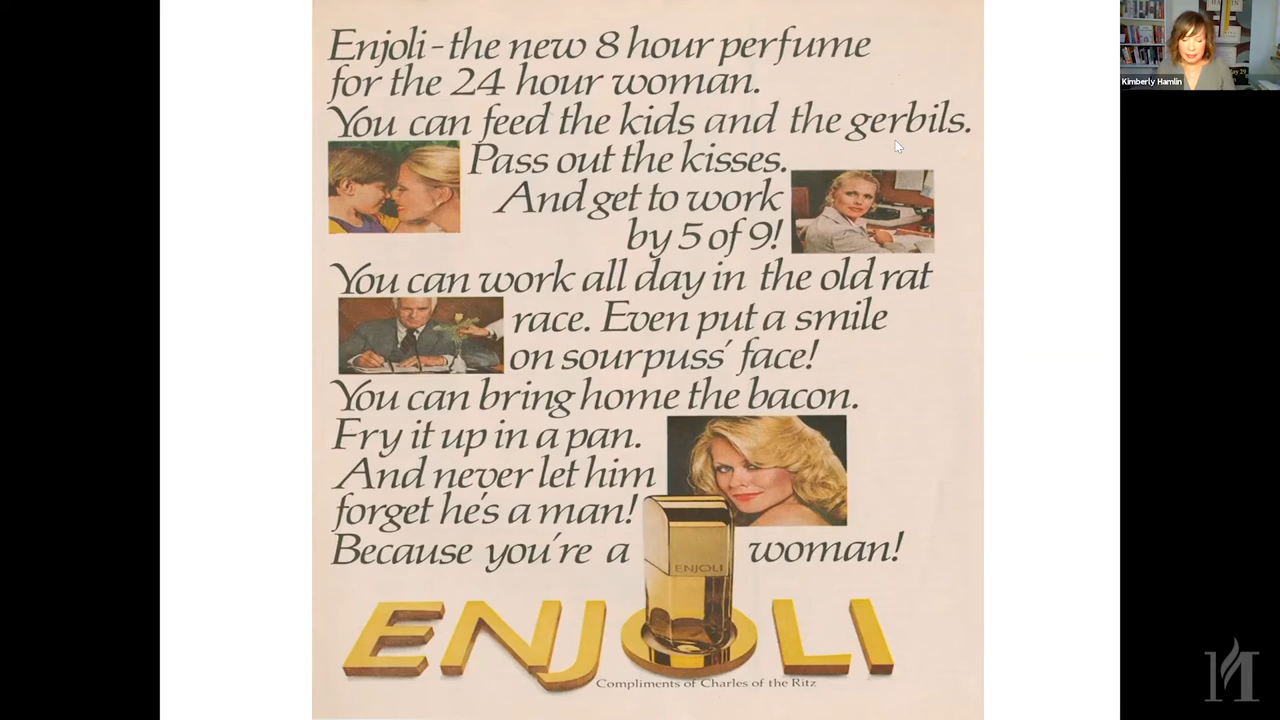 Enjoli - the new 8 hour perfume
for the 24 hour woman.
You can feed the kids and the gerbils.
Pass out the kisses.
And get to work
by 5 of 9!
You can work all day in the old rat
race. Even put a smile
on sourpuss' face!
You can bring home the bacon.
Fry it up in a pan.
And never let him
forget he's a man!
Because you're a woman!
ENJOLI
ENJOLI
Compliments of Charles of the Ritz
Kimberly Hamlin